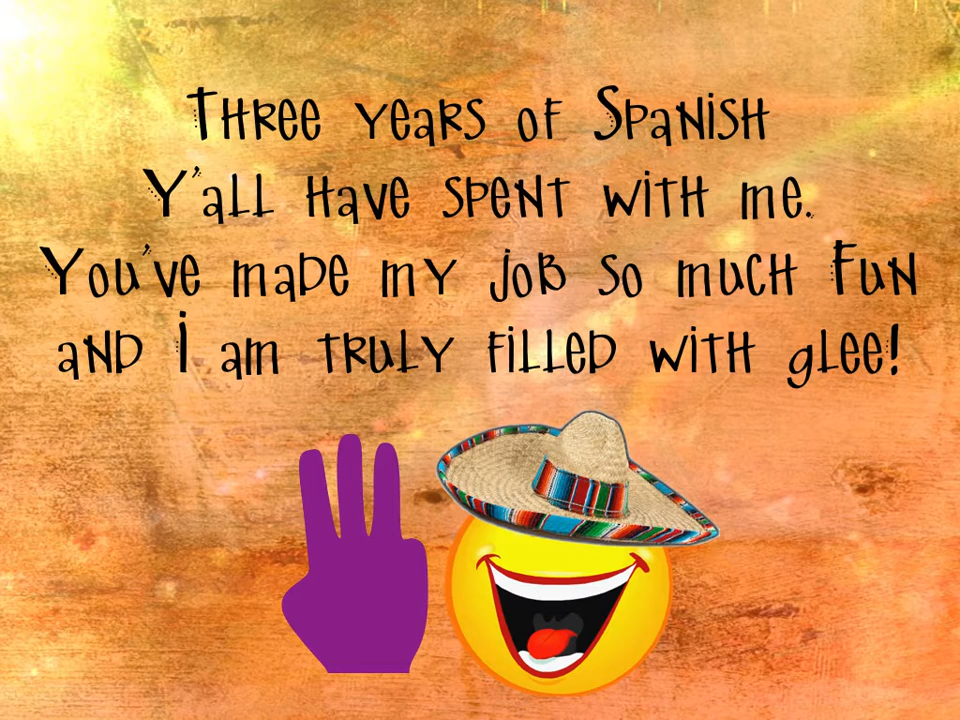 Three years of Spanish
Y'all have spent with me.
You've made my job so much fun
and I am truly filled with glee!